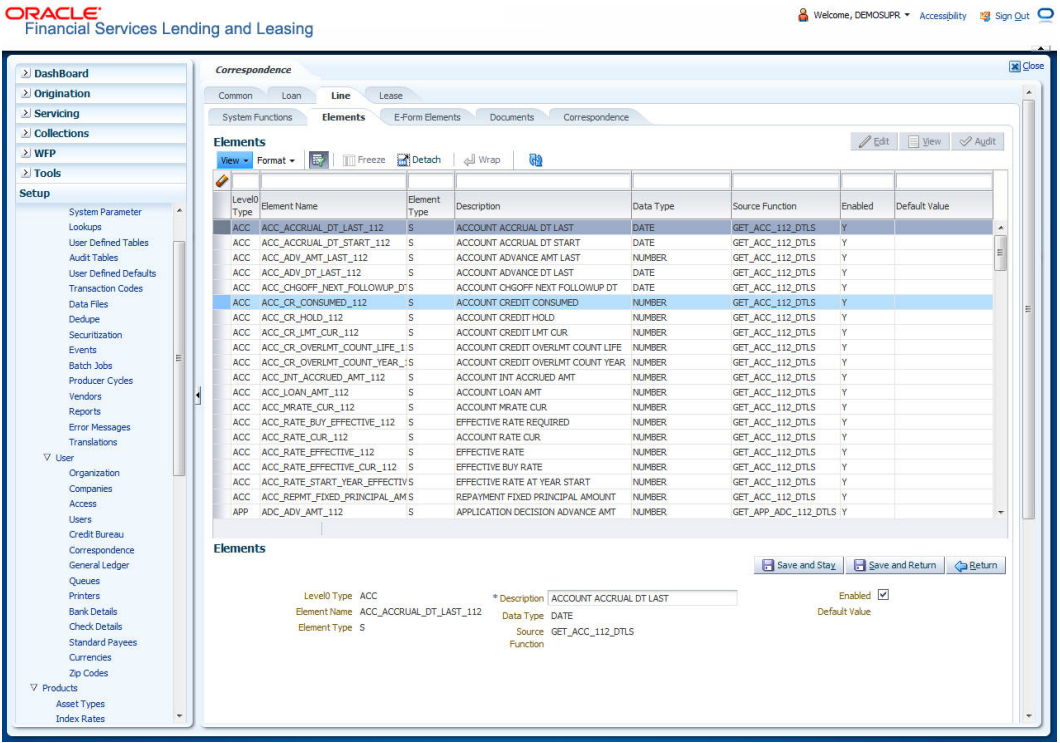 ORACLE'
Financial Services Lending and Leasing
Welcome, DEMOSUPR Accessibility Sign Out
Close
DashBoard
Origination
Servicing
Collections
WFP
Tools
Setup
System Parameter
Lookups
User Defined Tables
Audit Tables
User Defined Defaults
Transaction Codes
Data Files
Dedupe
Securitization
Events
Batch Jobs
Producer Cycles
Vendors
Reports
Error Messages
Translations
User
Organization
Companies
Access
Users
Credit Bureau
Correspondence
General Ledger
Queues
Printers
Bank Details
Check Details
Standard Payees
Currencies
Zip Codes
Products
Asset Types
Index Rates
Correspondence
Common Loan Line Lease
System Functions Elements E-Form Elements Documents Correspondence
Elements
Edit View Audit
View Format Freeze Detach Wrap
Level0 Type Element Name Element Type Description Data Type Source Function Enabled Default Value
ACC ACC_ACCRUAL_DT_LAST_112 S ACCOUNT ACCRUAL DT LAST DATE GET_ACC_112_DTLS Y
ACC ACC_ACCRUAL_DT_START_112 S ACCOUNT ACCRUAL DT START DATE GET_ACC_112_DTLS Y
ACC ACC_ADV_AMT_LAST_112 S ACCOUNT ADVANCE AMT LAST NUMBER GET_ACC_112_DTLS Y
ACC ACC_ADV_DT_LAST_112 S ACCOUNT ADVANCE DT LAST DATE GET_ACC_112_DTLS Y
ACC ACC_CHGOFF_NEXT_FOLLOWUP_DT S ACCOUNT CHGOFF NEXT FOLLOWUP DT DATE GET_ACC_112_DTLS Y
ACC ACC_CR_CONSUMED_112 S ACCOUNT CREDIT CONSUMED NUMBER GET_ACC_112_DTLS Y
ACC ACC_CR_HOLD_112 S ACCOUNT CREDIT HOLD NUMBER GET_ACC_112_DTLS Y
ACC ACC_CR_LMT_CUR_112 S ACCOUNT CREDIT LMT CUR NUMBER GET_ACC_112_DTLS Y
ACC ACC_CR_OVERLMT_COUNT_LIFE_1 S ACCOUNT CREDIT OVERLMT COUNT LIFE NUMBER GET_ACC_112_DTLS Y
ACC ACC_CR_OVERLMT_COUNT_YEAR_ S ACCOUNT CREDIT OVERLMT COUNT YEAR NUMBER GET_ACC_112_DTLS Y
ACC ACC_INT_ACCRUED_AMT_112 S ACCOUNT INT ACCRUED AMT NUMBER GET_ACC_112_DTLS Y
ACC ACC_LOAN_AMT_112 S ACCOUNT LOAN AMT NUMBER GET_ACC_112_DTLS Y
ACC ACC_MRATE_CUR_112 S ACCOUNT MRATE CUR NUMBER GET_ACC_112_DTLS Y
ACC ACC_RATE_BUY_EFFECTIVE_112 S EFFECTIVE RATE REQUIRED NUMBER GET_ACC_112_DTLS Y
ACC ACC_RATE_CUR_112 S ACCOUNT RATE CUR NUMBER GET_ACC_112_DTLS Y
ACC ACC_RATE_EFFECTIVE_112 S EFFECTIVE RATE NUMBER GET_ACC_112_DTLS Y
ACC ACC_RATE_EFFECTIVE_CUR_112 S EFFECTIVE BUY RATE NUMBER GET_ACC_112_DTLS Y
ACC ACC_RATE_START_YEAR_EFFECTIV S EFFECTIVE RATE AT YEAR START NUMBER GET_ACC_112_DTLS Y
ACC ACC_REPMT_FIXED_PRINCIPAL_AM S REPAYMENT FIXED PRINCIPAL AMOUNT NUMBER GET_ACC_112_DTLS Y
APP ADC_ADV_AMT_112 S APPLICATION DECISION ADVANCE AMT NUMBER GET_APP_ADC_112_DTLS Y
Elements
Save and Stay Save and Return Return
Level0 Type ACC * Description ACCOUNT ACCRUAL DT LAST Enabled
Element Name ACC_ACCRUAL_DT_LAST_112 Data Type DATE Default Value
Element Type S Source Function GET_ACC_112_DTLS